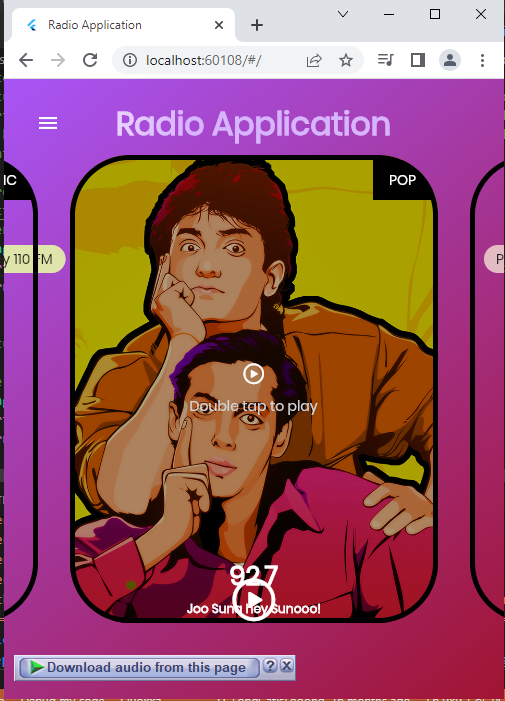 Radio Application
localhost:60108/#/
Radio Application
IC
POP
y 110 FM
P
Double tap to play
927
Joo Suna Hey Sunooo!
Download audio from this page